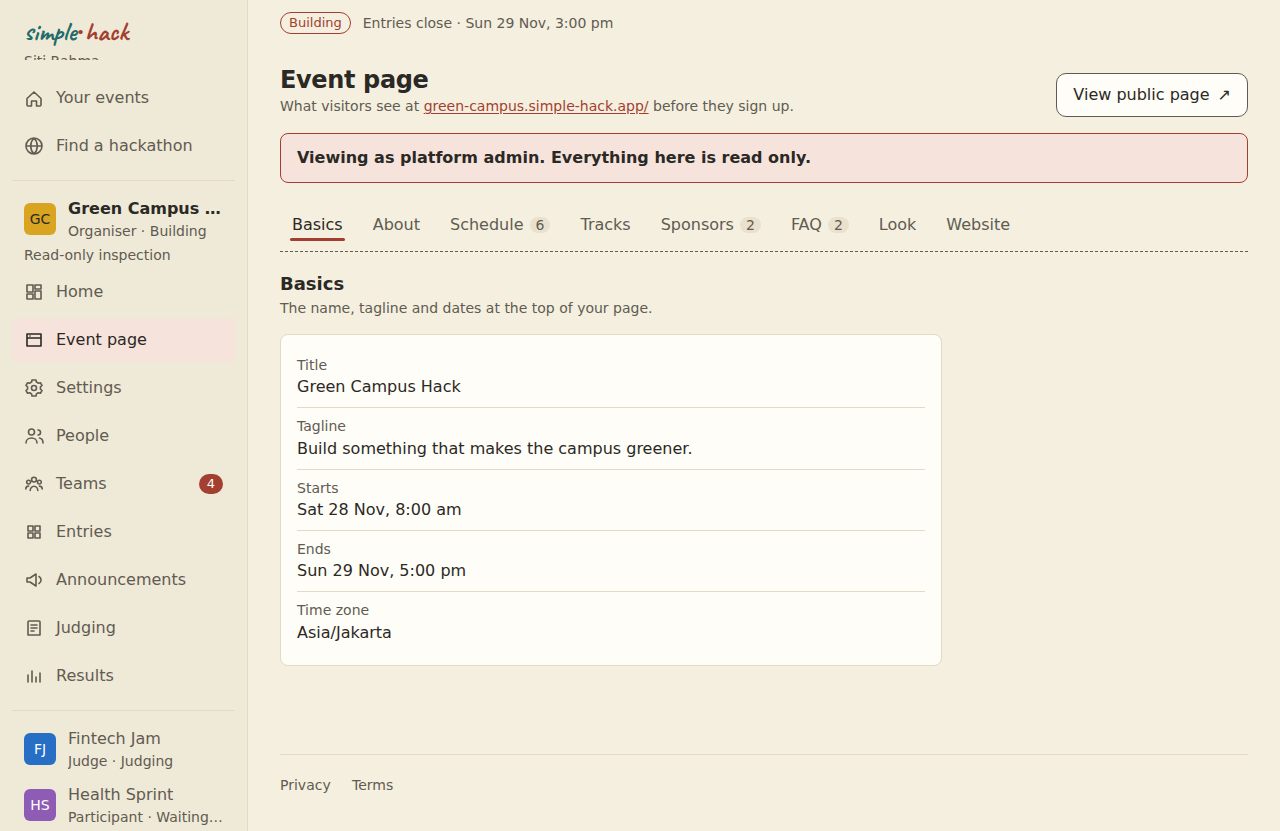 simple·hack
Siti Rahma
Your events
Find a hackathon
GC
Green Campus ...
Organiser · Building
Read-only inspection
Home
Event page
Settings
People
Teams
4
Entries
Announcements
Judging
Results
FJ
Fintech Jam
Judge · Judging
HS
Health Sprint
Participant · Waiting...
Building
Entries close · Sun 29 Nov, 3:00 pm
Event page
What visitors see at green-campus.simple-hack.app/ before they sign up.
View public page ↗
Viewing as platform admin. Everything here is read only.
Basics About Schedule 6 Tracks Sponsors 2 FAQ 2 Look Website
Basics
The name, tagline and dates at the top of your page.
Title
Green Campus Hack
Tagline
Build something that makes the campus greener.
Starts
Sat 28 Nov, 8:00 am
Ends
Sun 29 Nov, 5:00 pm
Time zone
Asia/Jakarta
Privacy Terms